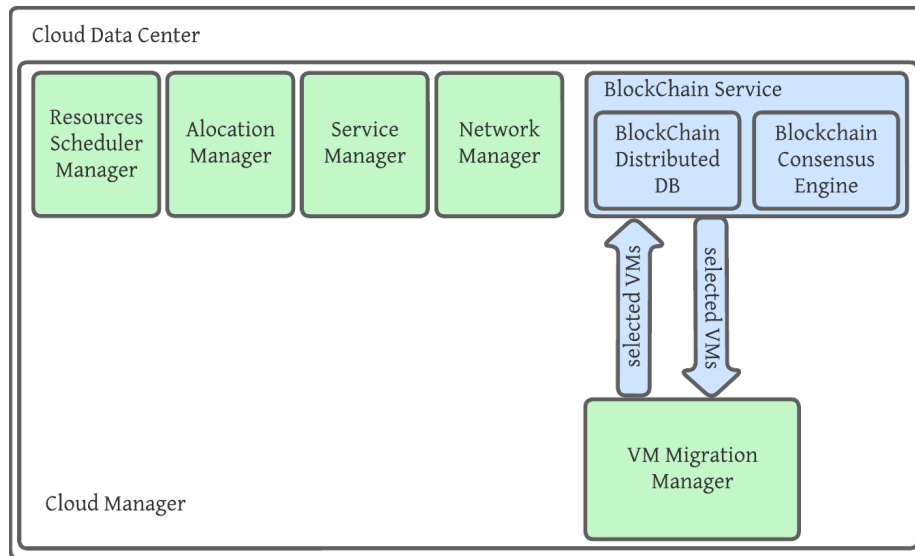 Cloud Data Center
Resources
Scheduler
Manager
Alocation
Manager
Service
Manager
Network
Manager
BlockChain Service
BlockChain
Distributed
DB
Blockchain
Consensus
Engine
selected VMs
selected VMs
VM Migration
Manager
Cloud Manager